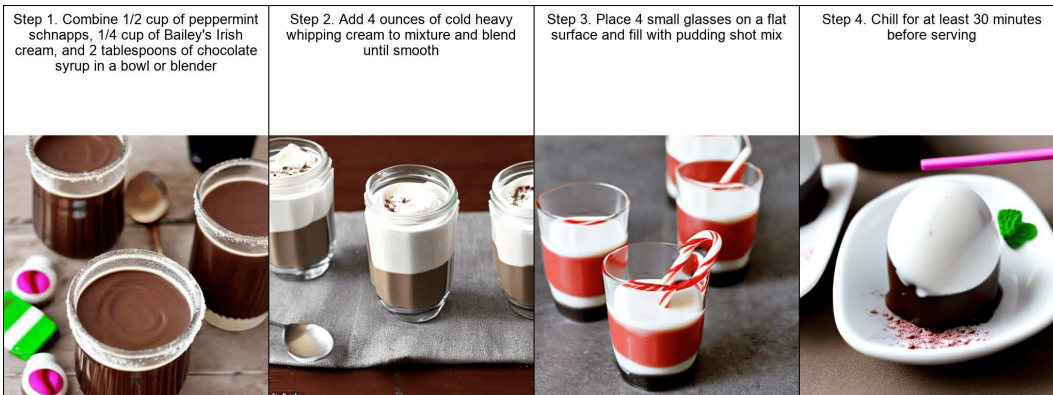 Step 1. Combine 1/2 cup of peppermint
schnapps, 1/4 cup of Bailey's Irish
cream, and 2 tablespoons of chocolate
syrup in a bowl or blender
Step 2. Add 4 ounces of cold heavy
whipping cream to mixture and blend
until smooth
Step 3. Place 4 small glasses on a flat
surface and fill with pudding shot mix
Step 4. Chill for at least 30 minutes
before serving